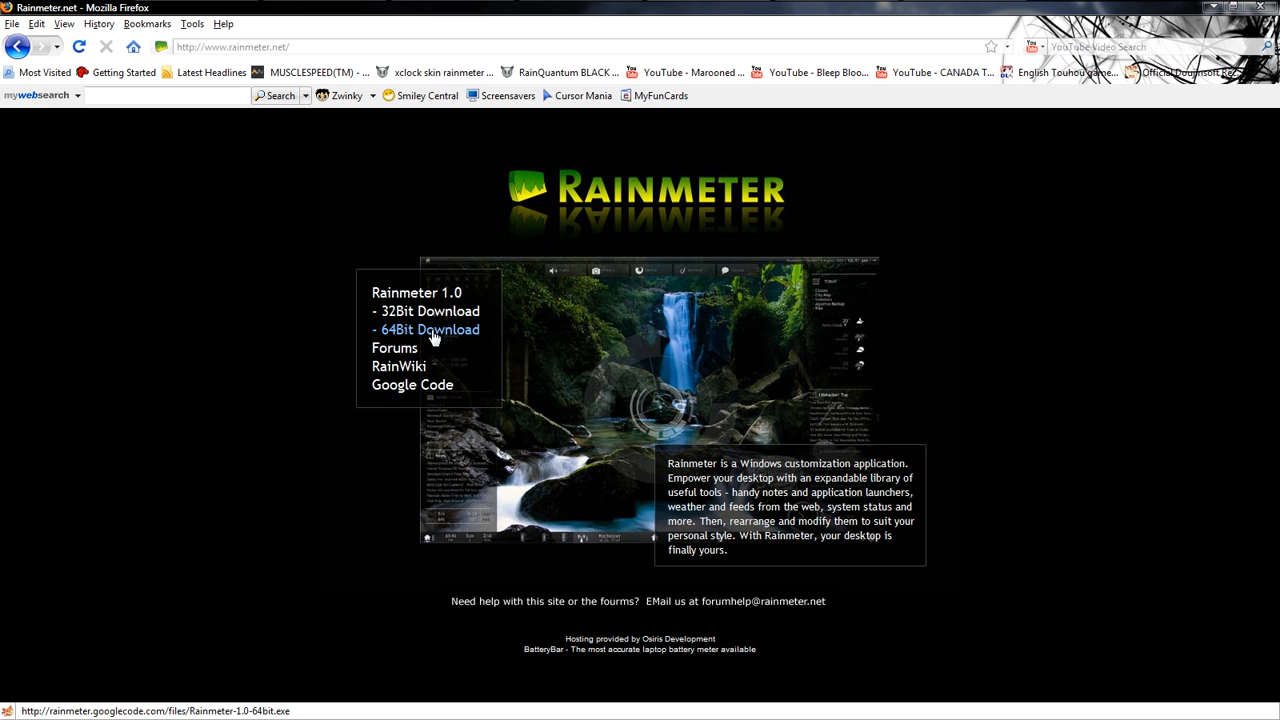 Rainmeter.net - Mozilla Firefox
File Edit View History Bookmarks Tools Help
http://www.rainmeter.net/
YouTube Video Search
Most Visited Getting Started Latest Headlines MUSCLESPEED(TM) - ... xclock skin rainmeter ... RainQuantum BLACK ... YouTube - Marooned ... YouTube - Bleep Bloo... YouTube - CANADA T... English Touhou game... Official Doujinsoft Rez...
mywebsearch Search Zwinky Smiley Central Screensavers Cursor Mania MyFunCards
RAINMETER
Rainmeter 1.0
- 32Bit Download
- 64Bit Download
Forums
RainWiki
Google Code
Rainmeter is a Windows customization application.
Empower your desktop with an expandable library of
useful tools - handy notes and application launchers,
weather and feeds from the web, system status and
more. Then, rearrange and modify them to suit your
personal style. With Rainmeter, your desktop is
finally yours.
Need help with this site or the fourms? EMail us at forumhelp@rainmeter.net
Hosting provided by Osiris Development
BatteryBar - The most accurate laptop battery meter available
http://rainmeter.googlecode.com/files/Rainmeter-1.0-64bit.exe